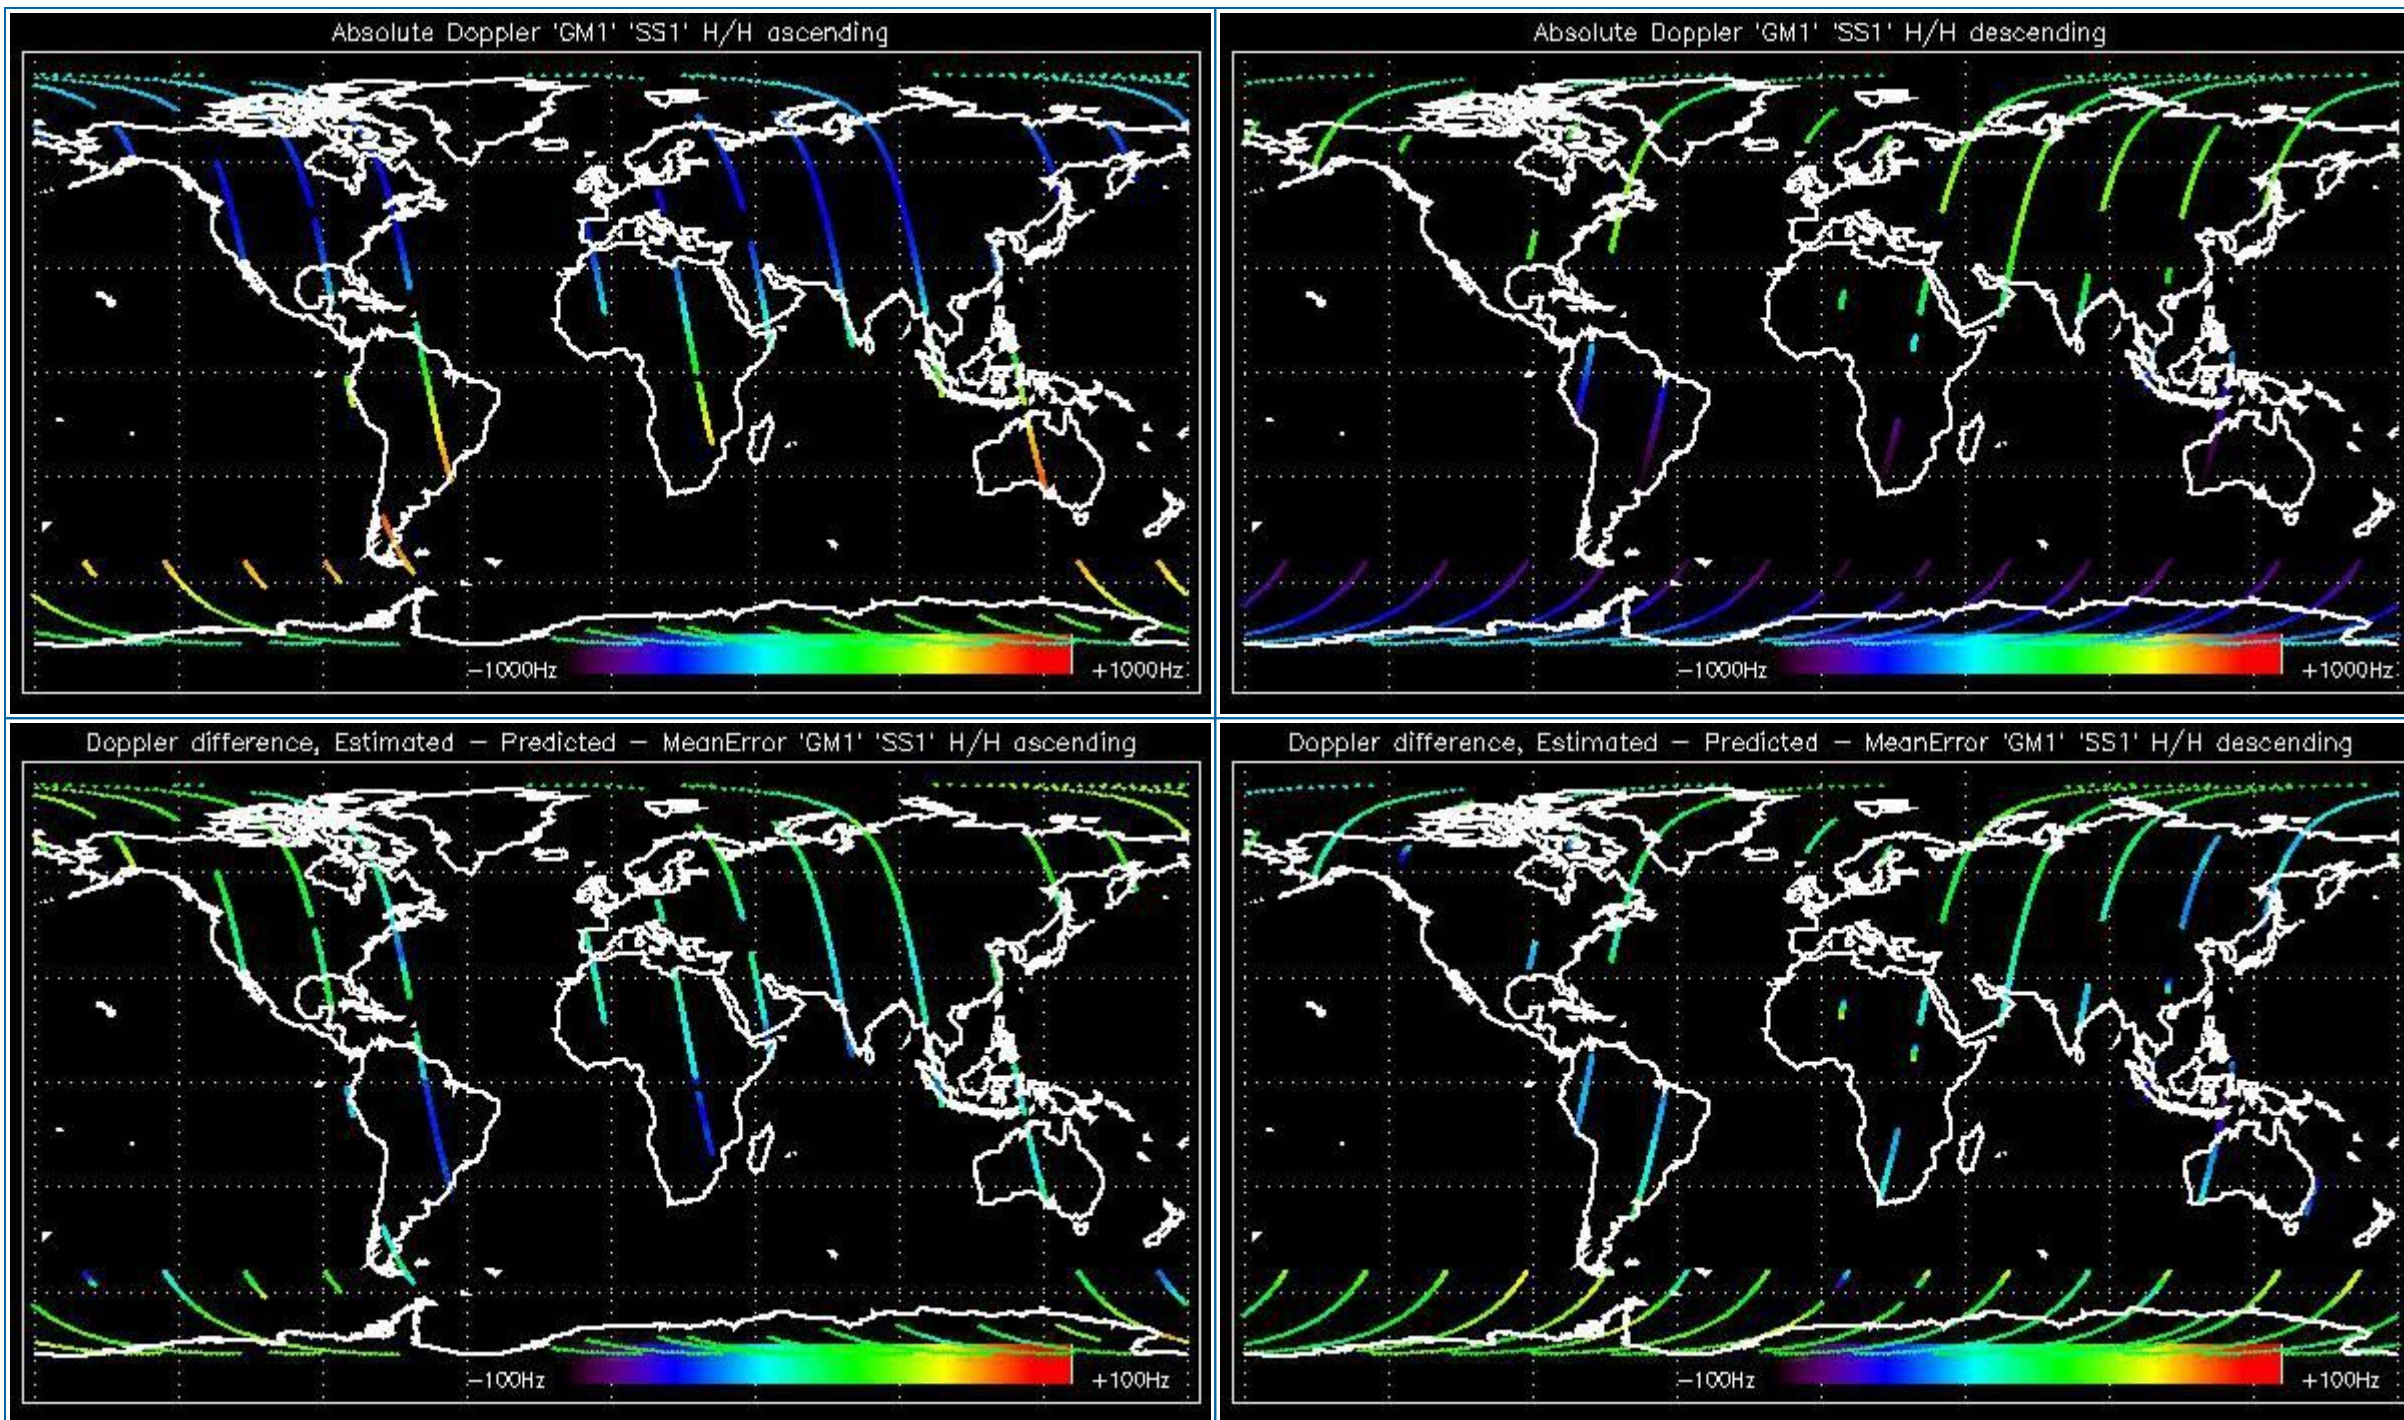 Absolute Doppler 'GM1' 'SS1' H/H ascending
−1000Hz
+1000Hz
Absolute Doppler 'GM1' 'SS1' H/H descending
−1000Hz
+1000Hz
Doppler difference, Estimated − Predicted − MeanError 'GM1' 'SS1' H/H ascending
−100Hz
+100Hz
Doppler difference, Estimated − Predicted − MeanError 'GM1' 'SS1' H/H descending
−100Hz
+100Hz